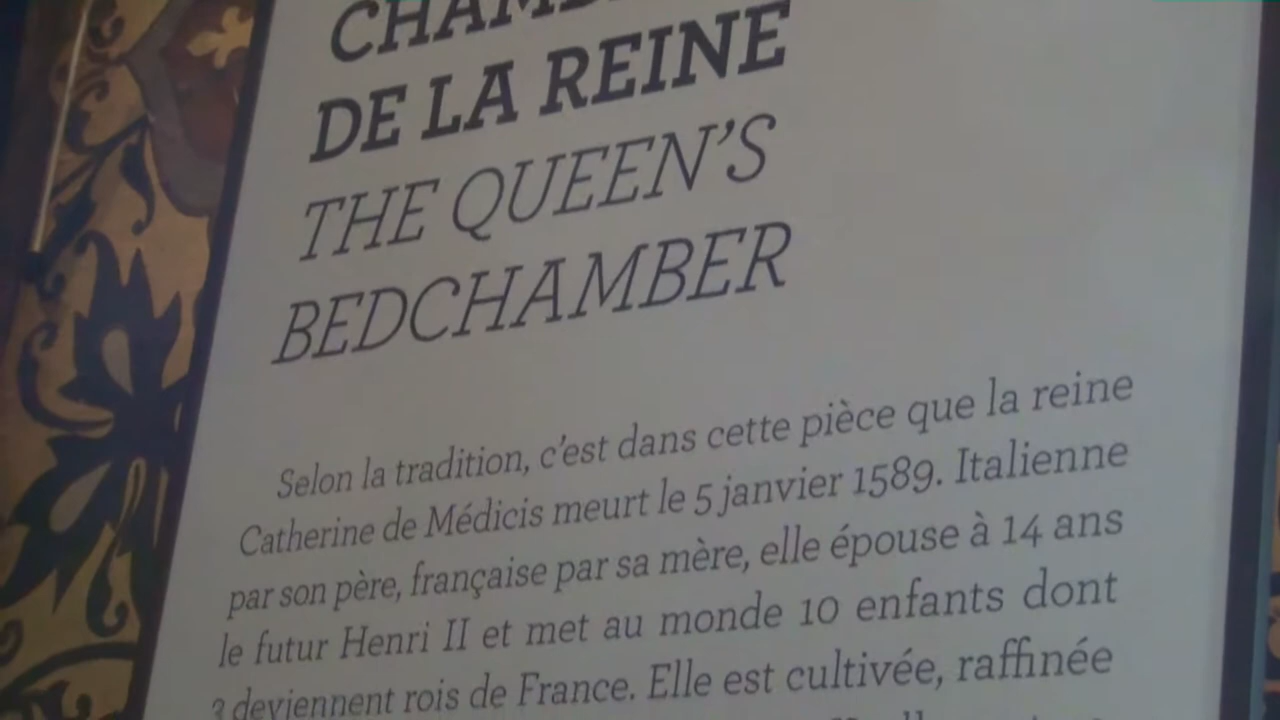 DE LA REINE
THE QUEEN'S
BEDCHAMBER
Selon la tradition, c'est dans cette pièce que la reine
Catherine de Médicis meurt le 5 janvier 1589. Italienne
par son père, française par sa mère, elle épouse à 14 ans
le futur Henri II et met au monde 10 enfants dont
3 deviennent rois de France. Elle est cultivée, raffinée